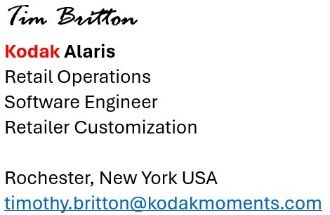 Tim Britton
Kodak Alaris
Retail Operations
Software Engineer
Retailer Customization
Rochester, New York USA
timothy.britton@kodakmoments.com